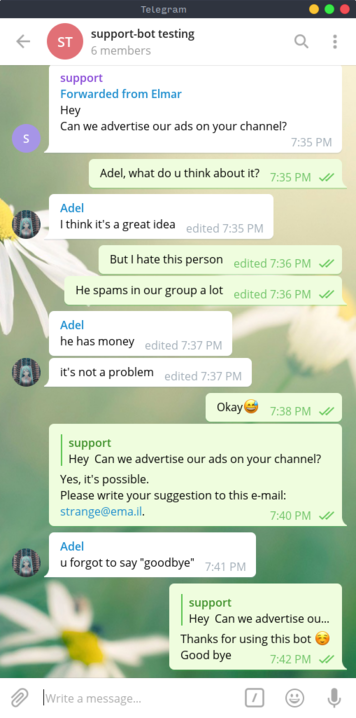 Telegram
ST
support-bot testing
6 members
support
Forwarded from Elmar
Hey
Can we advertise our ads on your channel?
7:35 PM
S
Adel, what do u think about it? 7:35 PM
Adel
I think it's a great idea edited 7:35 PM
But I hate this person edited 7:36 PM
He spams in our group a lot edited 7:36 PM
Adel
he has money edited 7:37 PM
it's not a problem edited 7:37 PM
Okay😅 7:38 PM
support
Hey Can we advertise our ads on your channel?
Yes, it's possible.
Please write your suggestion to this e-mail:
strange@ema.il. 7:40 PM
Adel
u forgot to say "goodbye" 7:41 PM
support
Hey Can we advertise ou...
Thanks for using this bot ☺️
Good bye 7:42 PM
Write a message...